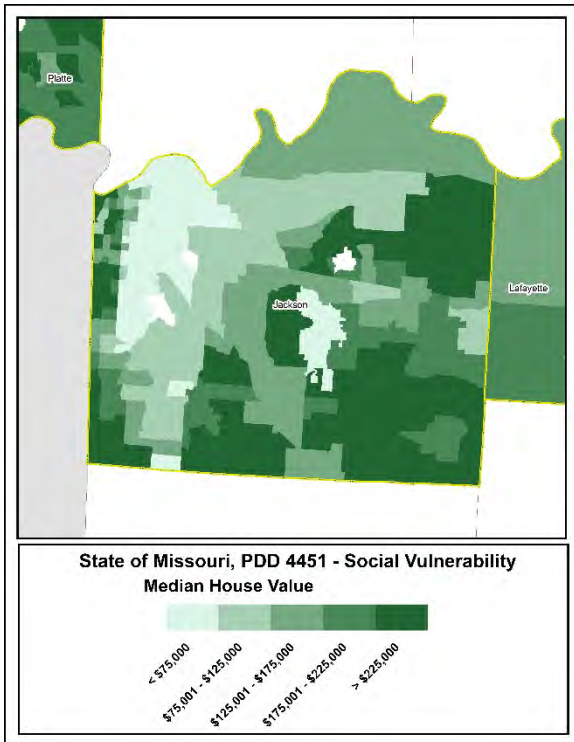 Platte
Jackson
Lafayette
State of Missouri, PDD 4451 - Social Vulnerability
Median House Value
< $75,000
$75,001 - $125,000
$125,001 - $175,000
$175,001 - $225,000
> $225,000